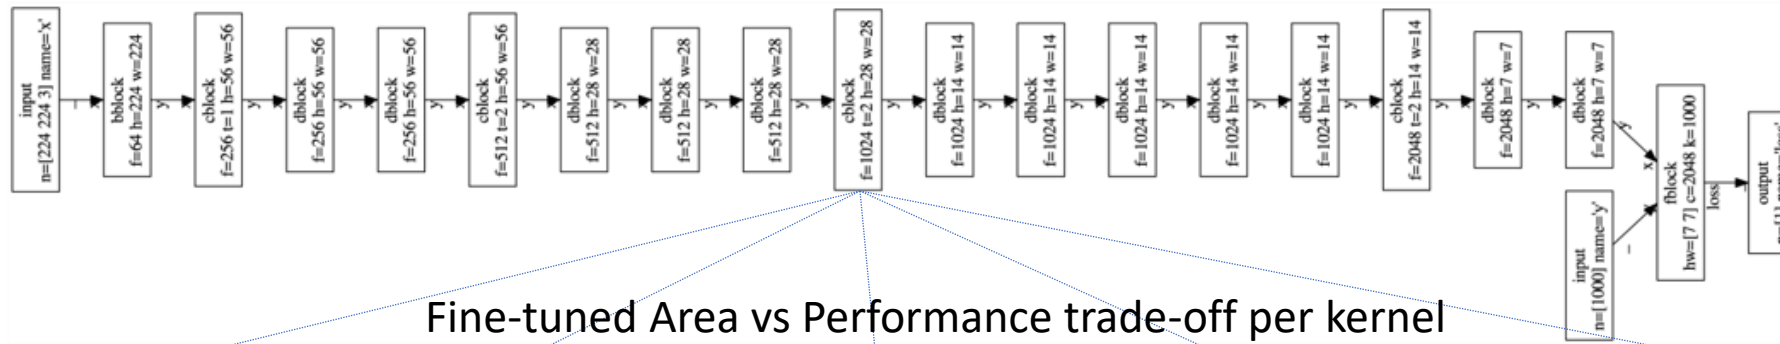 input
n=[224 224 3] name='x'
bblock
f=64 h=224 w=224
y
cblock
f=256 t=1 h=56 w=56
y
dblock
f=256 h=56 w=56
y
dblock
f=256 h=56 w=56
y
cblock
f=512 t=2 h=56 w=56
y
dblock
f=512 h=28 w=28
y
dblock
f=512 h=28 w=28
y
dblock
f=512 h=28 w=28
y
cblock
f=1024 t=2 h=28 w=28
y
dblock
f=1024 h=14 w=14
y
dblock
f=1024 h=14 w=14
y
dblock
f=1024 h=14 w=14
y
dblock
f=1024 h=14 w=14
y
dblock
f=1024 h=14 w=14
y
cblock
f=2048 t=2 h=14 w=14
y
dblock
f=2048 h=7 w=7
y
dblock
f=2048 h=7 w=7
y
x
input
n=[1000] name='y'
fblock
hw=[7 7] c=2048 k=1000
loss
output
Fine-tuned Area vs Performance trade-off per kernel